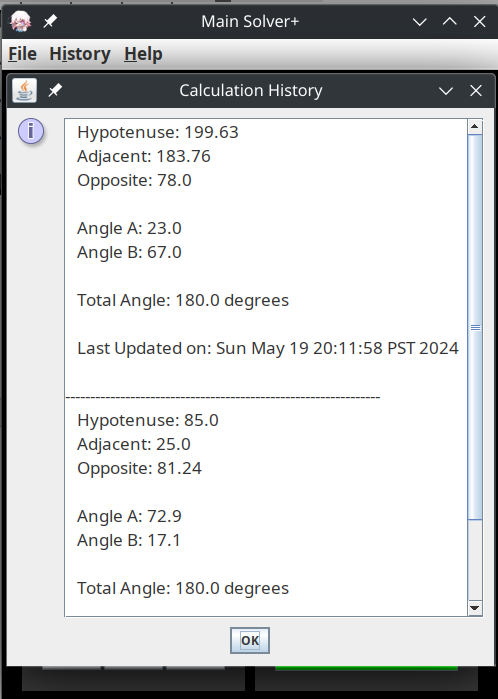 Main Solver+
File History Help
Calculation History
Hypotenuse: 199.63
Adjacent: 183.76
Opposite: 78.0
Angle A: 23.0
Angle B: 67.0
Total Angle: 180.0 degrees
Last Updated on: Sun May 19 20:11:58 PST 2024
---------------------------------------------------------------
Hypotenuse: 85.0
Adjacent: 25.0
Opposite: 81.24
Angle A: 72.9
Angle B: 17.1
Total Angle: 180.0 degrees
OK